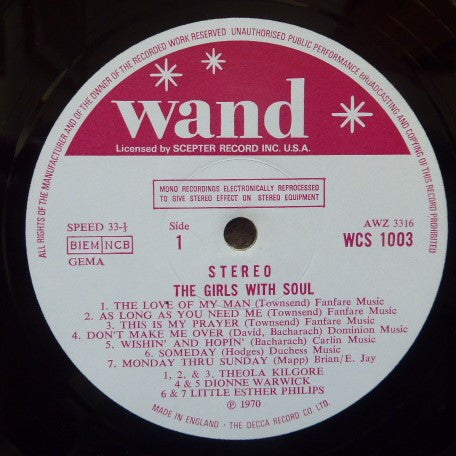 ALL RIGHTS OF THE MANUFACTURER AND OF THE OWNER OF THE RECORDED WORK RESERVED UNAUTHORISED PUBLIC PERFORMANCE BROADCASTING AND COPYING OF THIS RECORD PROHIBITED
wand
Licensed by SCEPTER RECORD INC. U.S.A.
MONO RECORDINGS ELECTRONICALLY REPROCESSED
TO GIVE STEREO EFFECT ON STEREO EQUIPMENT
SPEED 33-⅓
BIEM NCB
GEMA
Side
1
AWZ 3316
WCS 1003
STEREO
THE GIRLS WITH SOUL
1. THE LOVE OF MY MAN (Townsend) Fanfare Music
2. AS LONG AS YOU NEED ME (Townsend) Fanfare Music
3. THIS IS MY PRAYER (Townsend) Fanfare Music
4. DON'T MAKE ME OVER (David, Bacharach) Dominion Music
5. WISHIN' AND HOPIN' (Bacharach) Carlin Music
6. SOMEDAY (Hodges) Duchess Music
7. MONDAY THRU SUNDAY (Mapp) Brian/E. Jay
1, 2, & 3. THEOLA KILGORE
4 & 5 DIONNE WARWICK
6 & 7 LITTLE ESTHER PHILIPS
℗ 1970
MADE IN ENGLAND · THE DECCA RECORD CO. LTD.